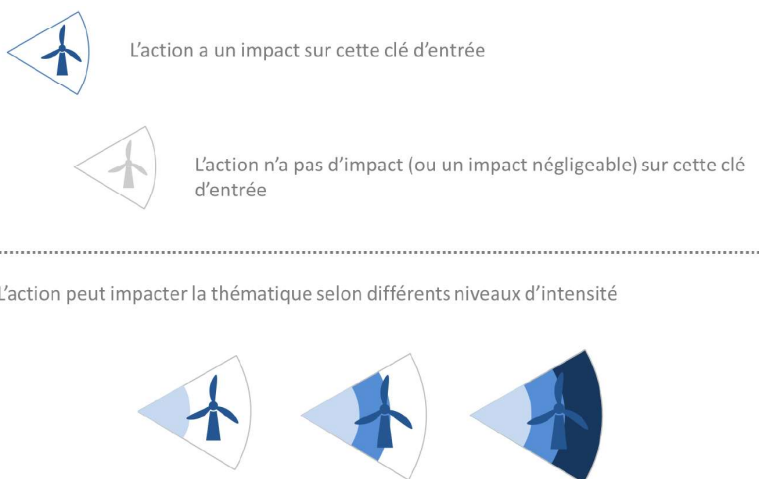 L'action a un impact sur cette clé d'entrée
L'action n'a pas d'impact (ou un impact négligeable) sur cette clé
d'entrée
L'action peut impacter la thématique selon différents niveaux d'intensité